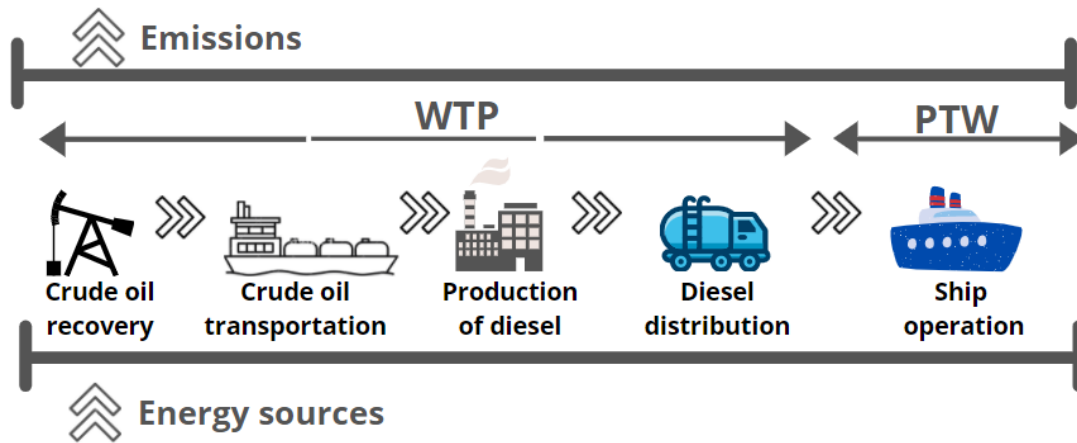 Emissions
WTP
PTW
Crude oil
recovery
Crude oil
transportation
Production
of diesel
Diesel
distribution
Ship
operation
Energy sources